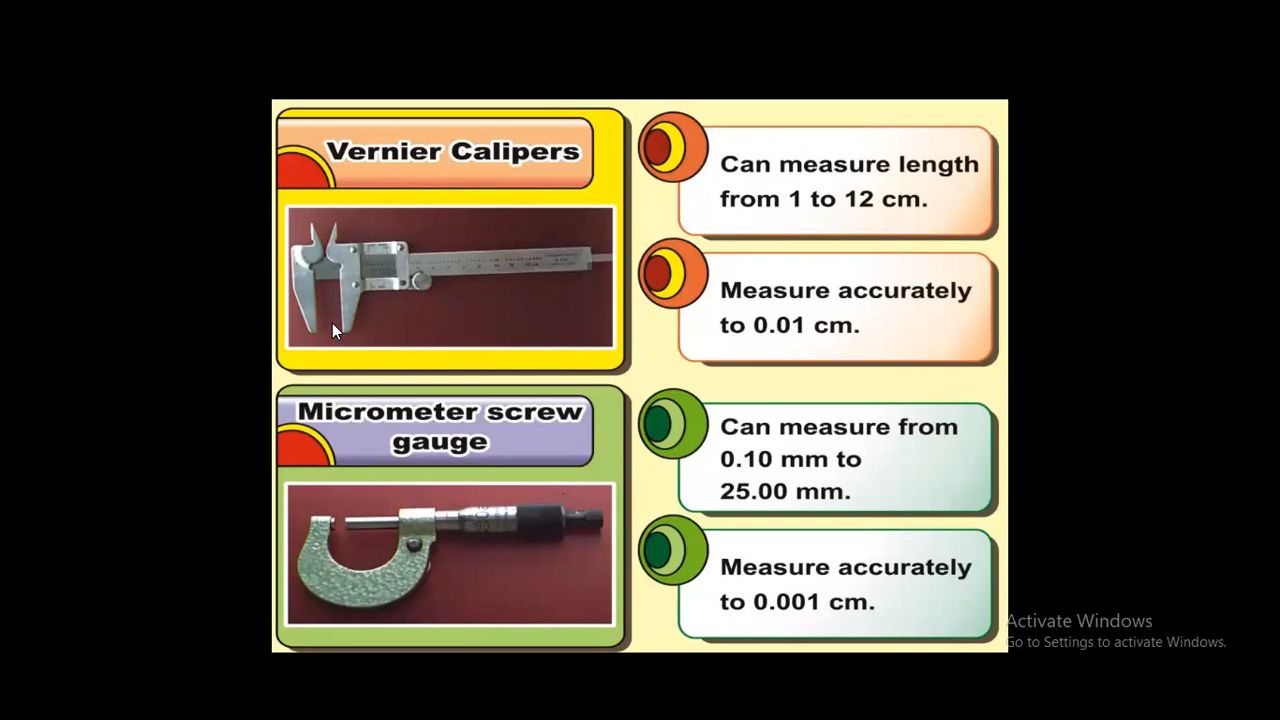 Vernier Calipers
Can measure length
from 1 to 12 cm.
Measure accurately
to 0.01 cm.
Micrometer screw
gauge
Can measure from
0.10 mm to
25.00 mm.
Measure accurately
to 0.001 cm.
Activate Windows
Go to Settings to activate Windows.